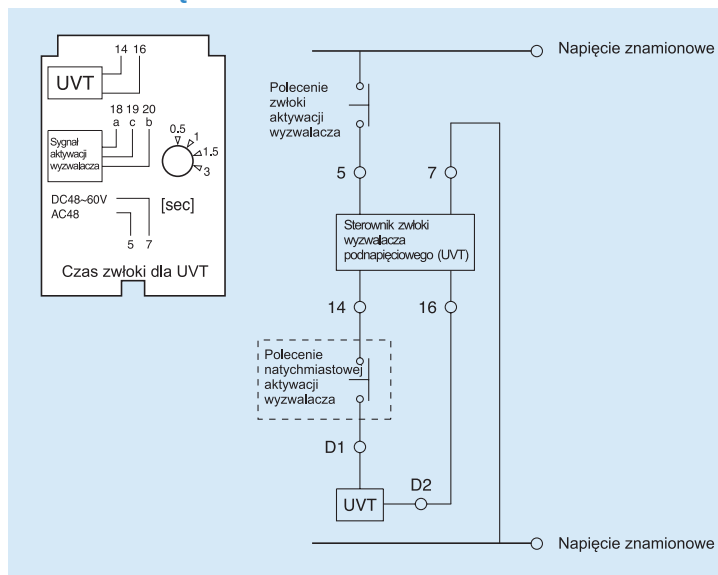 14 16
UVT
18 19 20
a c b
Sygnał
aktywacji
wyzwalacza
0.5
1
1.5
3
[sec]
DC48~60V
AC48
5 7
Czas zwłoki dla UVT
Napięcie znamionowe
Polecenie
zwłoki
aktywacji
wyzwalacza
5
7
Sterownik zwłoki
wyzwalacza
podnapięciowego (UVT)
14
16
Polecenie
natychmiastowej
aktywacji
wyzwalacza
D1
D2
UVT
Napięcie znamionowe